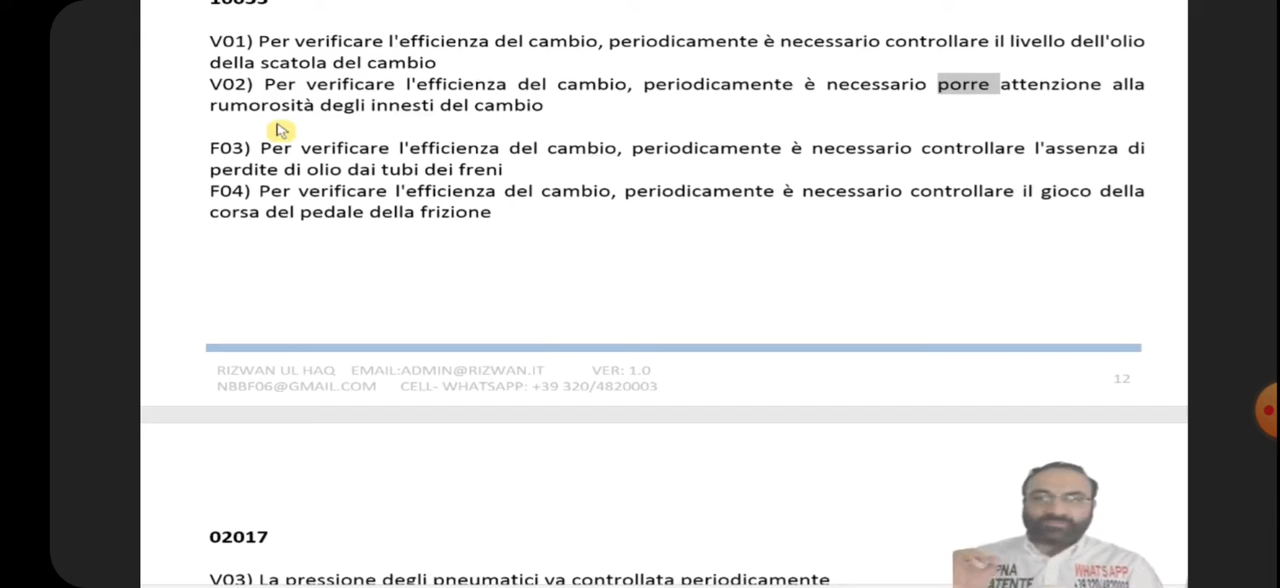 V01) Per verificare l'efficienza del cambio, periodicamente è necessario controllare il livello dell'olio
della scatola del cambio
V02) Per verificare l'efficienza del cambio, periodicamente è necessario porre attenzione alla
rumorosità degli innesti del cambio
F03) Per verificare l'efficienza del cambio, periodicamente è necessario controllare l'assenza di
perdite di olio dai tubi dei freni
F04) Per verificare l'efficienza del cambio, periodicamente è necessario controllare il gioco della
corsa del pedale della frizione
RIZWAN UL HAQ EMAIL:ADMIN@RIZWAN.IT VER: 1.0
NBBF06@GMAIL.COM CELL- WHATSAPP: +39 320/4820003
12
02017
V03) La pressione degli pneumatici va controllata periodicamente
WHATSAPP